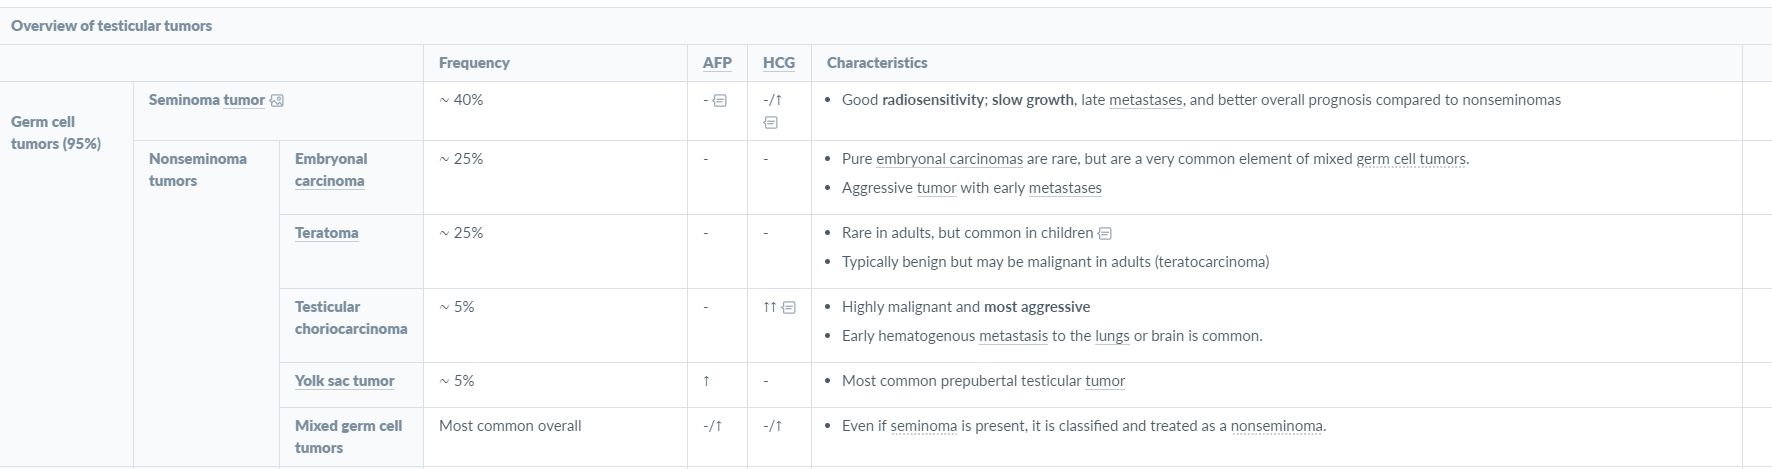 Overview of testicular tumors
Frequency AFP HCG Characteristics
Germ cell
tumors (95%)
Seminoma tumor ~ 40% - -/↑ • Good radiosensitivity; slow growth, late metastases, and better overall prognosis compared to nonseminomas
Nonseminoma
tumors
Embryonal
carcinoma
~ 25% - - • Pure embryonal carcinomas are rare, but are a very common element of mixed germ cell tumors.
• Aggressive tumor with early metastases
Teratoma ~ 25% - - • Rare in adults, but common in children
• Typically benign but may be malignant in adults (teratocarcinoma)
Testicular
choriocarcinoma
~ 5% - ↑↑ • Highly malignant and most aggressive
• Early hematogenous metastasis to the lungs or brain is common.
Yolk sac tumor ~ 5% ↑ - • Most common prepubertal testicular tumor
Mixed germ cell
tumors
Most common overall -/↑ -/↑ • Even if seminoma is present, it is classified and treated as a nonseminoma.